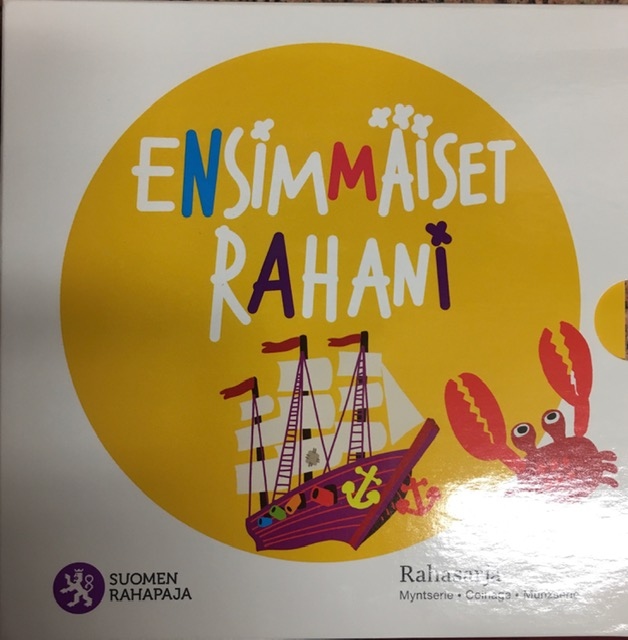 ENSIMMÄISET
RAHANI
SUOMEN
RAHAPAJA
Rahasarja
Myntserie • Coinage • Münzserie